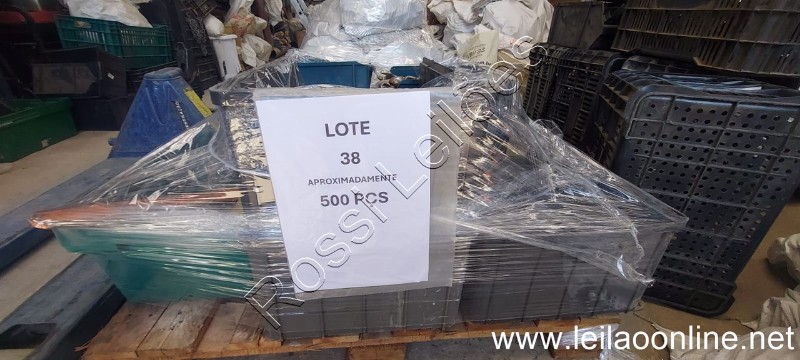 LOTE
38
APROXIMADAMENTE
500 PCS
Rossi Leilões
www.leilaoonline.net